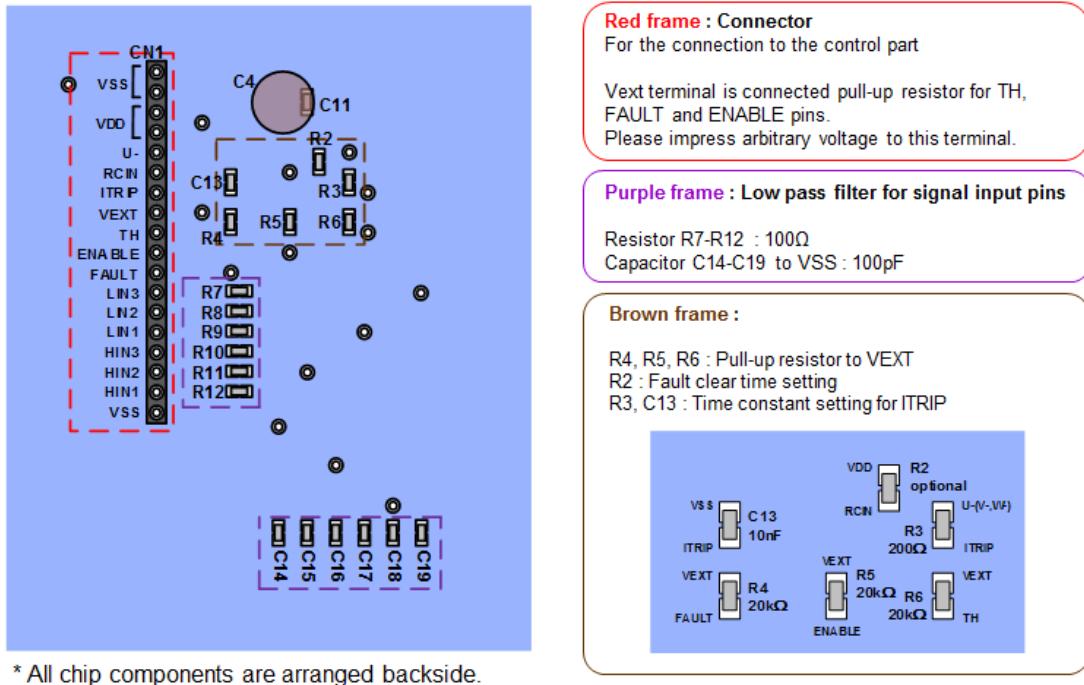 CN1
VSS
VDD
U-
RCIN
ITRIP
VEXT
TH
ENABLE
FAULT
LIN3
LIN2
LIN1
HIN3
HIN2
HIN1
VSS
C4
C11
R2
C13
R3
R4
R5
R6
R7
R8
R9
R10
R11
R12
C14
C15
C16
C17
C18
C19
* All chip components are arranged backside.
Red frame : Connector
For the connection to the control part
Vext terminal is connected pull-up resistor for TH,
FAULT and ENABLE pins.
Please impress arbitrary voltage to this terminal.
Purple frame : Low pass filter for signal input pins
Resistor R7-R12 : 100Ω
Capacitor C14-C19 to VSS : 100pF
Brown frame :
R4, R5, R6 : Pull-up resistor to VEXT
R2 : Fault clear time setting
R3, C13 : Time constant setting for ITRIP
VDD
R2
optional
RCIN
VSS
C13
10nF
ITRIP
U-(V-,W-)
R3
200Ω
ITRIP
VEXT
R4
20kΩ
FAULT
VEXT
R5
20kΩ
ENABLE
VEXT
R6
20kΩ
TH